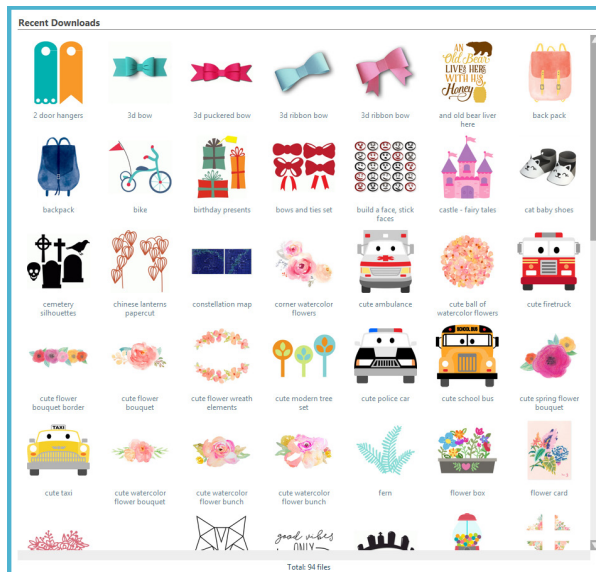 Recent Downloads
AN
Old Bear
LIVES HERE
WITH HIS
Honey
2 door hangers
3d bow
3d puckered bow
3d ribbon bow
3d ribbon bow
and old bear liver
here
back pack
backpack
bike
birthday presents
bows and ties set
build a face, stick
faces
castle - fairy tales
cat baby shoes
cemetery
silhouettes
chinese lanterns
papercut
constellation map
corner watercolor
flowers
cute ambulance
cute ball of
watercolor flowers
cute firetruck
SCHOOL BUS
cute flower
bouquet border
cute flower
bouquet
cute flower wreath
elements
cute modern tree
set
cute police car
cute school bus
cute spring flower
bouquet
TAXI
cute taxi
cute watercolor
flower bouquet
cute watercolor
flower bunch
cute watercolor
flower bunch
fern
flower box
flower card
good vibes
ONLY
Total: 94 files